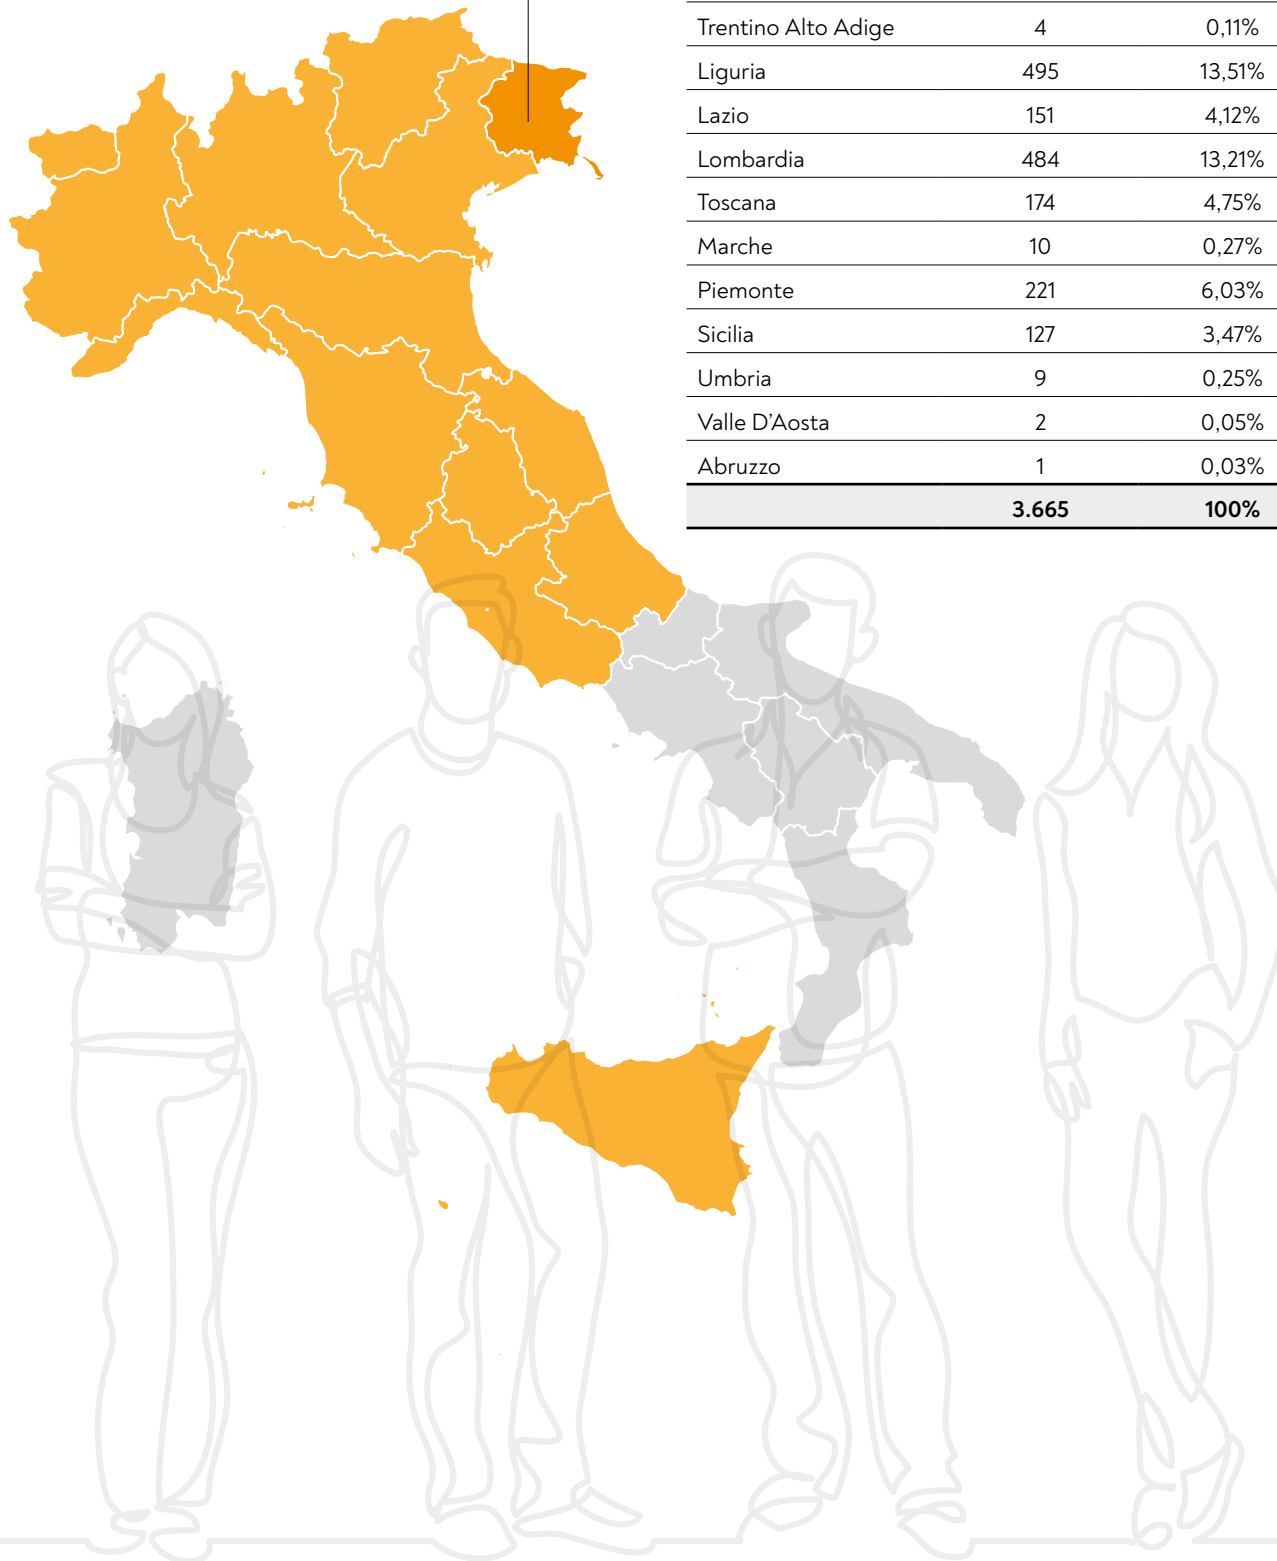 Trentino Alto Adige 4 0,11%
Liguria 495 13,51%
Lazio 151 4,12%
Lombardia 484 13,21%
Toscana 174 4,75%
Marche 10 0,27%
Piemonte 221 6,03%
Sicilia 127 3,47%
Umbria 9 0,25%
Valle D’Aosta 2 0,05%
Abruzzo 1 0,03%
3.665 100%